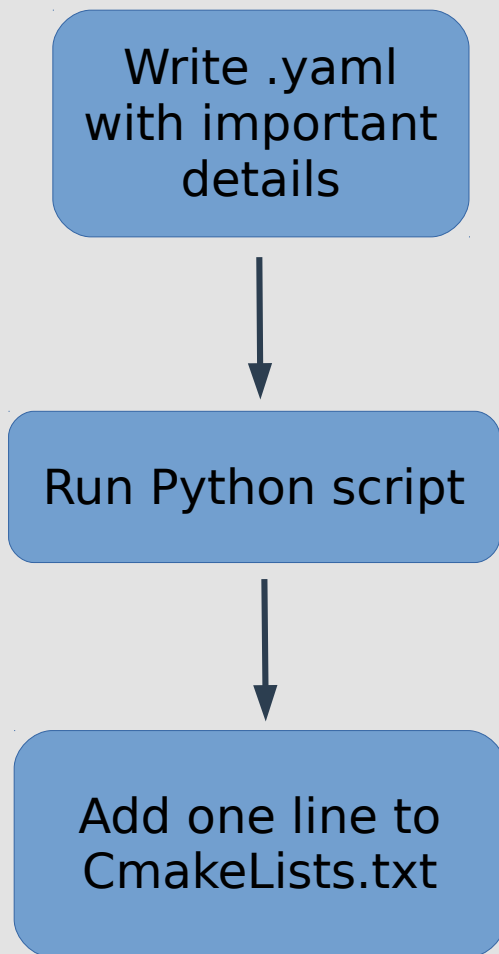 Write .yaml
with important
details
Run Python script
Add one line to
CmakeLists.txt